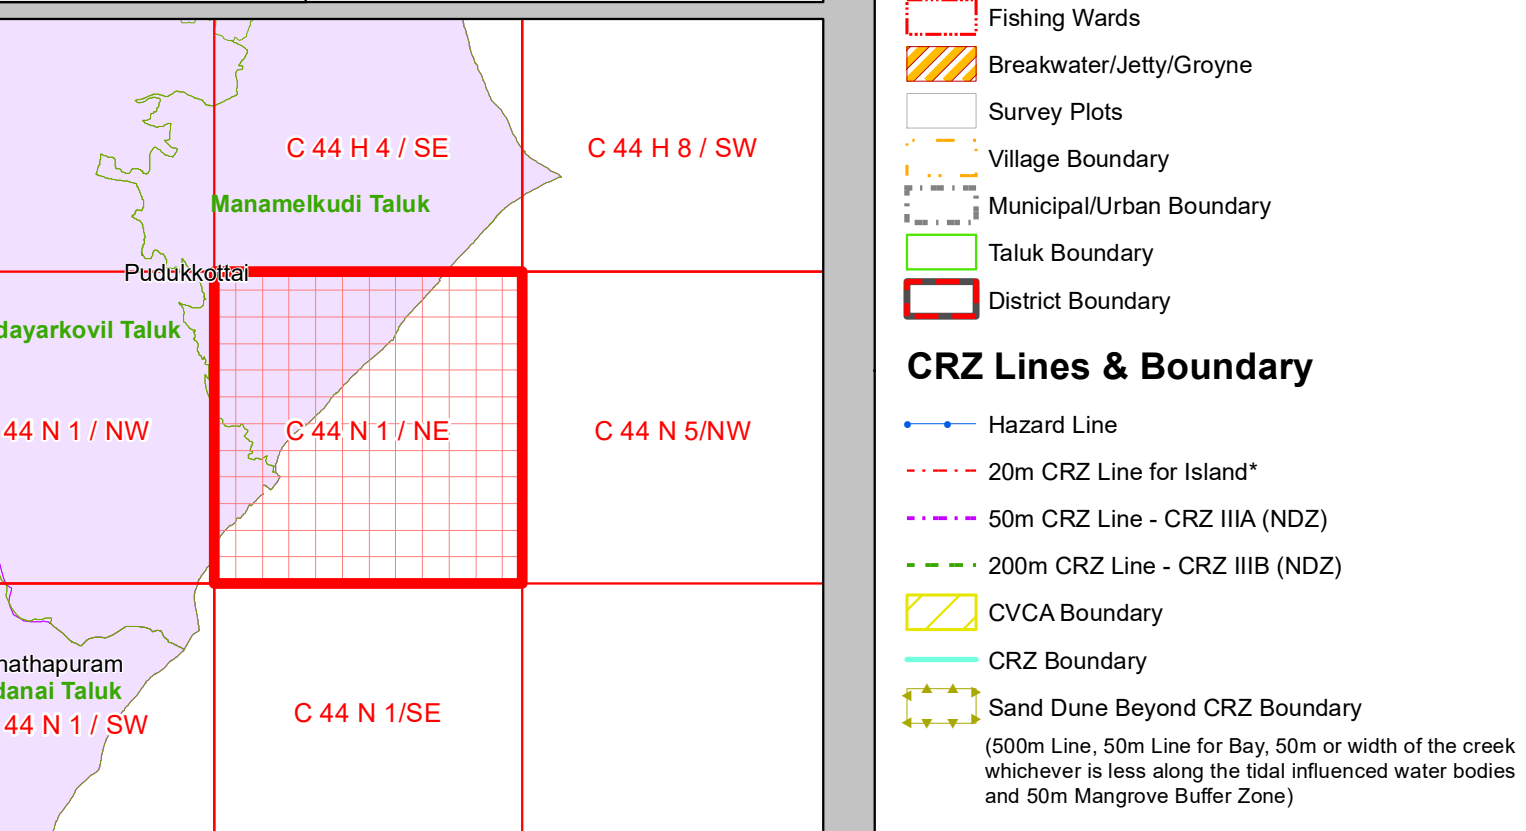 C 44 H 4 / SE
C 44 H 8 / SW
Manamelkudi Taluk
Pudukkottai
dayarkovil Taluk
44 N 1 / NW
C 44 N 1 / NE
C 44 N 5/NW
nathapuram
danai Taluk
44 N 1 / SW
C 44 N 1/SE
Fishing Wards
Breakwater/Jetty/Groyne
Survey Plots
Village Boundary
Municipal/Urban Boundary
Taluk Boundary
District Boundary
CRZ Lines & Boundary
Hazard Line
20m CRZ Line for Island*
50m CRZ Line - CRZ IIIA (NDZ)
200m CRZ Line - CRZ IIIB (NDZ)
CVCA Boundary
CRZ Boundary
Sand Dune Beyond CRZ Boundary
(500m Line, 50m Line for Bay, 50m or width of the creek
whichever is less along the tidal influenced water bodies
and 50m Mangrove Buffer Zone)